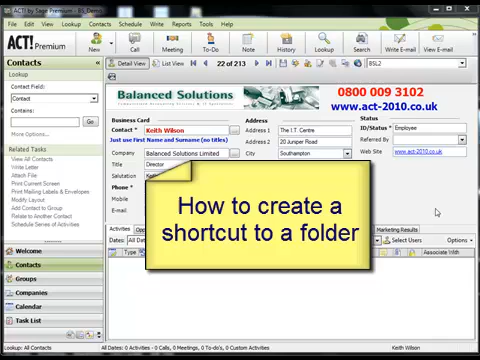 ACT! by Sage Premium - BS_Demo
File Edit View Lookup Contacts Schedule Write Reports Tools Help
ACT! Premium
New Call Meeting To-Do Note History Lookup Search Write E-mail View E-mail
Contacts
Detail View List View 22 of 213 BSL2
Lookup
Contact Field:
Contact
Contains:
Go
More Options...
Related Tasks
View All Contacts
Write Letter
Attach File
Print Current Screen
Print Mailing Labels & Envelopes
Modify Layout
Add Contact to Group
Relate to Another Contact
Schedule Series of Activities
Welcome
Contacts
Groups
Companies
Calendar
Task List
Balanced Solutions
0800 009 3102
www.act-2010.co.uk
Business Card
Contact * Keith Wilson
Just use First Name and Surname (no titles)
Company Balanced Solutions Limited
Title Director
Salutation
Phone *
Mobile
E-mail
Address
Address 1 The I.T. Centre
Address 2 20 Juniper Road
City Southampton
Status
ID/Status * Employee
Referred By
Web Site www.act-2010.co.uk
How to create a
shortcut to a folder
Activities Marketing Results
Dates: Select Users Options
Type Associate With
Lookup: All Contacts All Dates: 0 Activities - 0 Calls, 0 Meetings, 0 To-do's, 0 Custom Activities Keith Wilson